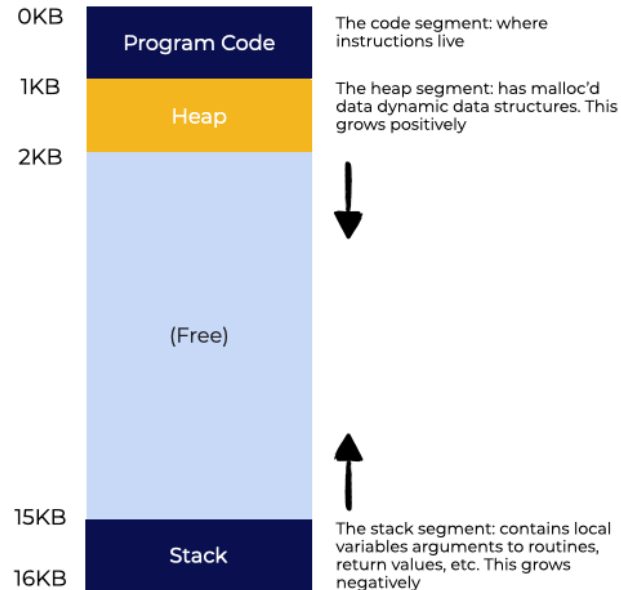 0KB
Program Code
The code segment: where
instructions live
1KB
Heap
The heap segment: has malloc'd
data dynamic data structures. This
grows positively
2KB
(Free)
15KB
Stack
The stack segment: contains local
variables arguments to routines,
return values, etc. This grows
negatively
16KB